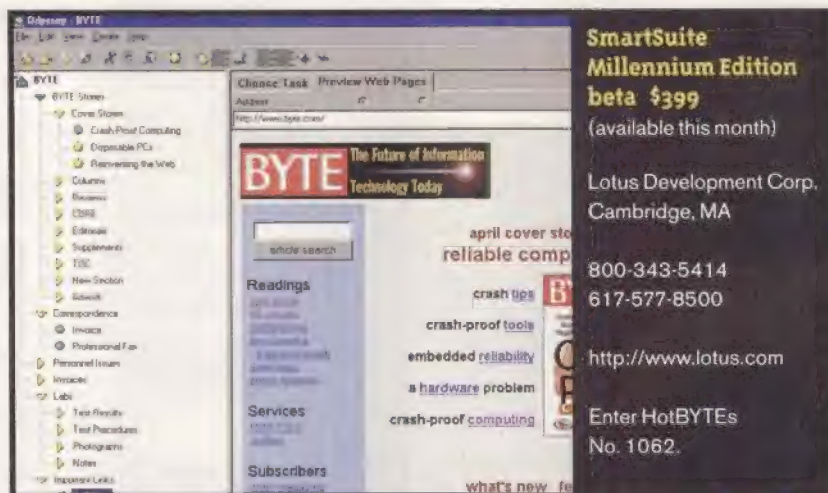 Odyssey - BYTE
File Edit View Create Help
BYTE
BYTE Stories
Cover Stories
Crash-Proof Computing
Disposable PCs
Reinventing the Web
Columns
Reviews
CORE
Editorials
Supplements
New Section
Artwork
Correspondence
Invoice
Professional Fax
Personnel Issues
Invoices
Labs
Test Results
Test Procedures
Photographs
Notes
Important Links
Choose Task Preview Web Pages
Address
http://www.byte.com/
BYTE The Future of Information
Technology Today
article search
Readings
Services
Subscribers
april cover sto
reliable comp
crash tips
crash-proof tools
embedded reliability
a hardware problem
crash-proof computing
what's new fe
SmartSuite
Millennium Edition
beta $399
(available this month)
Lotus Development Corp.
Cambridge, MA
800-343-5414
617-577-8500
http://www.lotus.com
Enter HotBYTEs
No. 1062.